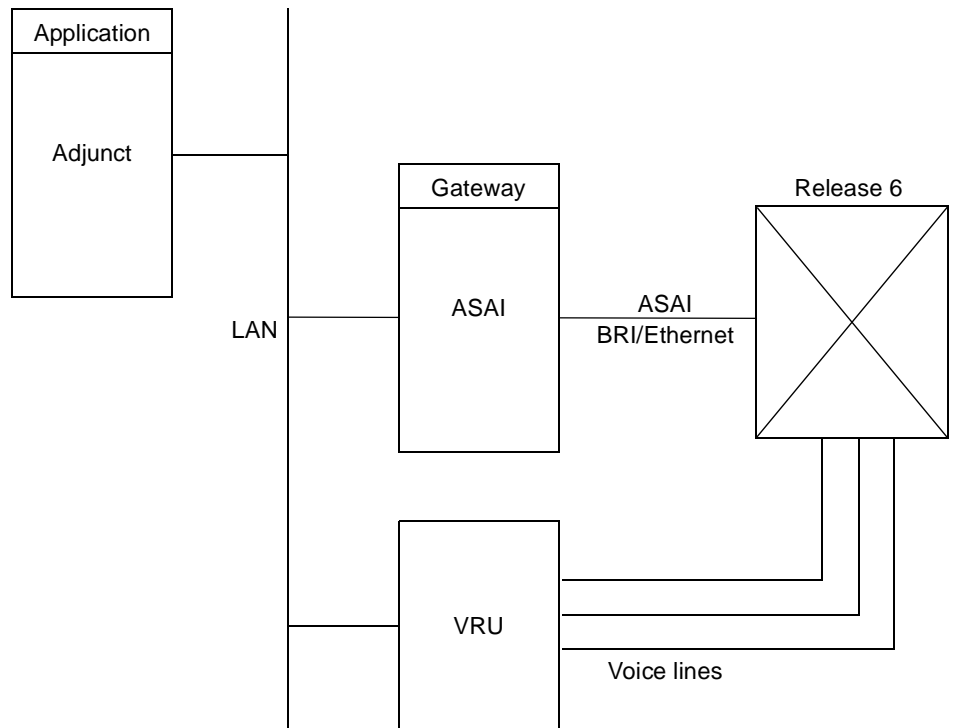 Application
Adjunct
Gateway
Release 6
ASAI
ASAI
LAN
BRI/Ethernet
VRU
Voice lines